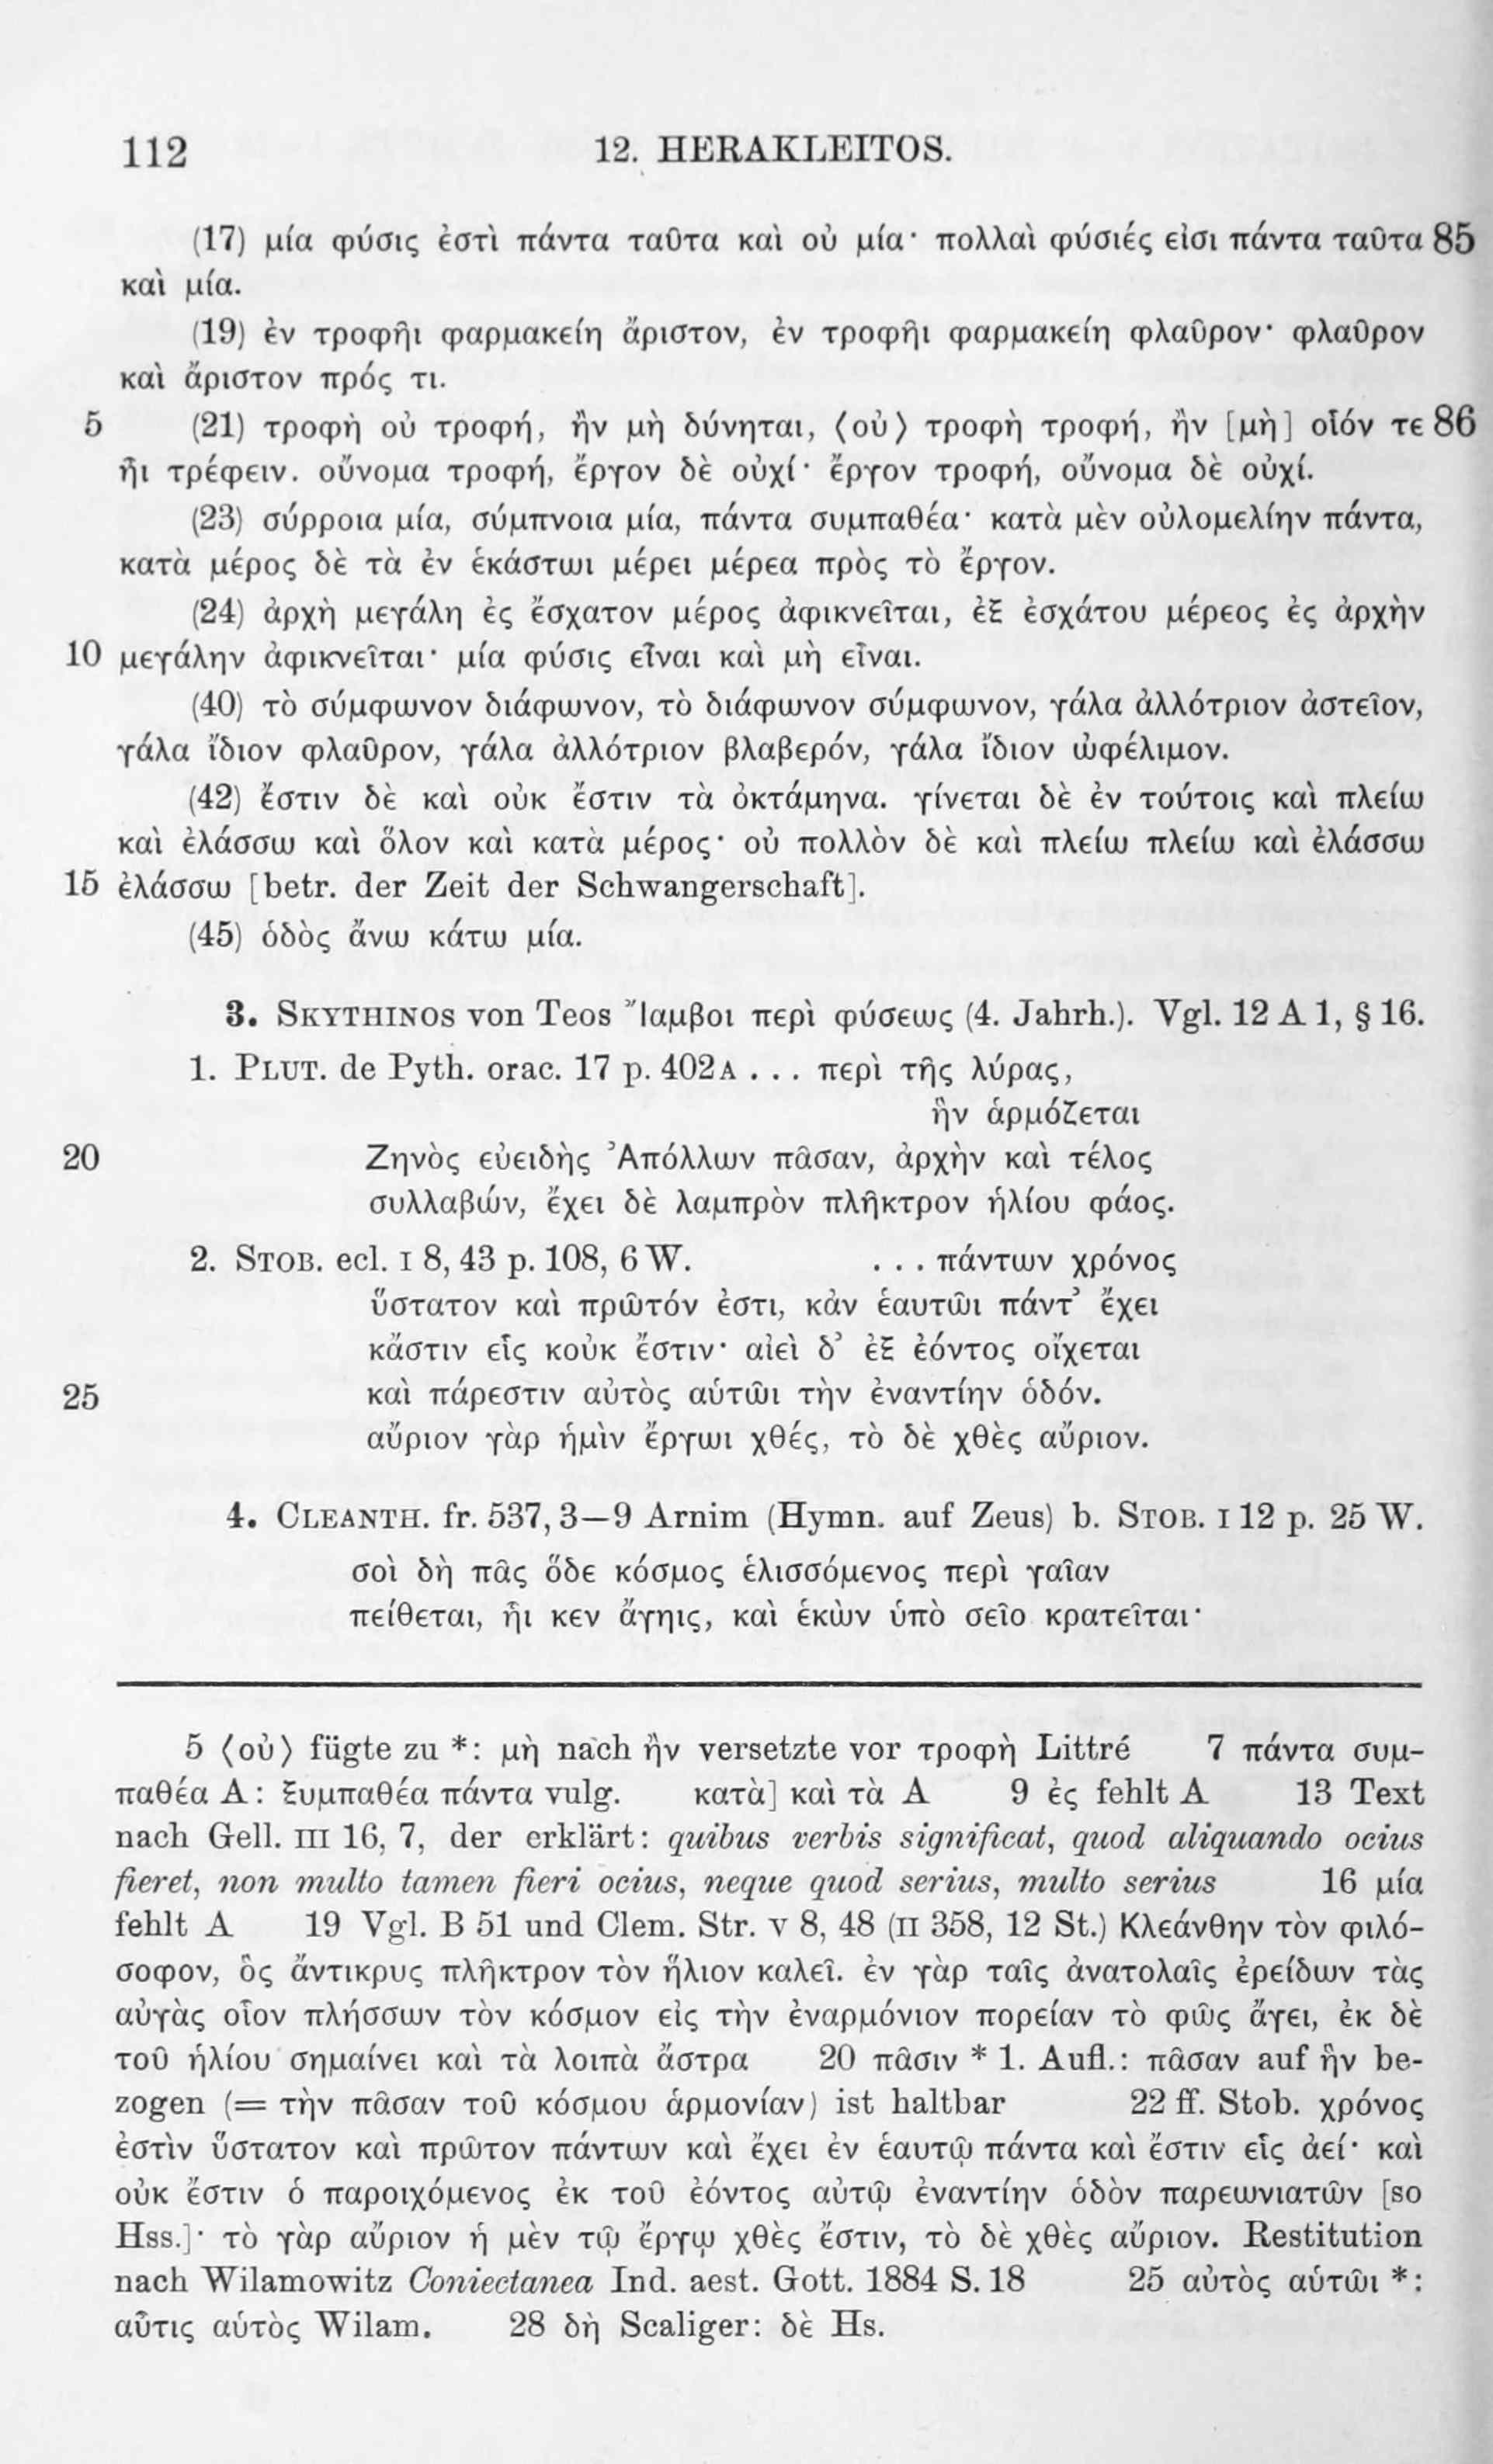 112 12. HERAKLEITOS.
(17) μία φύσις ἐστὶ πάντα ταῦτα καὶ οὐ μία· πολλαὶ φύσιές εἰσι πάντα ταῦτα 85
καὶ μία.
(19) ἐν τροφῆι φαρμακείη ἄριστον, ἐν τροφῆι φαρμακείη φλαῦρον· φλαῦρον
καὶ ἄριστον πρός τι.
5 (21) τροφὴ οὐ τροφή, ἢν μὴ δύνηται, ⟨οὐ⟩ τροφὴ τροφή, ἢν [μὴ] οἷόν τε 86
ἦι τρέφειν. οὔνομα τροφή, ἔργον δὲ οὐχί· ἔργον τροφή, οὔνομα δὲ οὐχί.
(23) σύρροια μία, σύμπνοια μία, πάντα συμπαθέα· κατὰ μὲν οὐλομελίην πάντα,
κατὰ μέρος δὲ τὰ ἐν ἑκάστωι μέρει μέρεα πρὸς τὸ ἔργον.
(24) ἀρχὴ μεγάλη ἐς ἔσχατον μέρος ἀφικνεῖται, ἐξ ἐσχάτου μέρεος ἐς ἀρχὴν
10 μεγάλην ἀφικνεῖται· μία φύσις εἶναι καὶ μὴ εἶναι.
(40) τὸ σύμφωνον διάφωνον, τὸ διάφωνον σύμφωνον, γάλα ἀλλότριον ἀστεῖον,
γάλα ἴδιον φλαῦρον, γάλα ἀλλότριον βλαβερόν, γάλα ἴδιον ὠφέλιμον.
(42) ἔστιν δὲ καὶ οὐκ ἔστιν τὰ ὀκτάμηνα. γίνεται δὲ ἐν τούτοις καὶ πλείω
καὶ ἐλάσσω καὶ ὅλον καὶ κατὰ μέρος· οὐ πολλὸν δὲ καὶ πλείω πλείω καὶ ἐλάσσω
15 ἐλάσσω [betr. der Zeit der Schwangerschaft].
(45) ὁδὸς ἄνω κάτω μία.
3. SKYTHINOS von Teos Ἴαμβοι περὶ φύσεως (4. Jahrh.). Vgl. 12 A 1, § 16.
1. PLUT. de Pyth. orac. 17 p. 402 A ... περὶ τῆς λύρας,
ἣν ἁρμόζεται
20 Ζηνὸς εὐειδὴς Ἀπόλλων πᾶσαν, ἀρχὴν καὶ τέλος
συλλαβών, ἔχει δὲ λαμπρὸν πλῆκτρον ἡλίου φάος.
2. STOB. ecl. I 8, 43 p. 108, 6 W. ... πάντων χρόνος
ὕστατον καὶ πρῶτόν ἐστι, κἀν ἑαυτῶι πάντ’ ἔχει
κἄστιν εἷς κοὐκ ἔστιν· αἰεὶ δ’ ἐξ ἐόντος οἴχεται
25 καὶ πάρεστιν αὐτὸς αὑτῶι τὴν ἐναντίην ὁδόν.
αὔριον γὰρ ἡμὶν ἔργωι χθές, τὸ δὲ χθὲς αὔριον.
4. CLEANTH. fr. 537, 3—9 Arnim (Hymn. auf Zeus) b. STOB. I 12 p. 25 W.
σοὶ δὴ πᾶς ὅδε κόσμος ἑλισσόμενος περὶ γαῖαν
πείθεται, ἧι κεν ἄγηις, καὶ ἑκὼν ὑπὸ σεῖο κρατεῖται·
5 ⟨οὐ⟩ fügte zu *: μὴ nach ἢν versetzte vor τροφὴ Littré 7 πάντα συμ-
παθέα A: ξυμπαθέα πάντα vulg. κατὰ] καὶ τὰ A 9 ἐς fehlt A 13 Text
nach Gell. III 16, 7, der erklärt: quibus verbis significat, quod aliquando ocius
fieret, non multo tamen fieri ocius, neque quod serius, multo serius 16 μία
fehlt A 19 Vgl. B 51 und Clem. Str. V 8, 48 (II 358, 12 St.) Κλεάνθην τὸν φιλό-
σοφον, ὃς ἄντικρυς πλῆκτρον τὸν ἥλιον καλεῖ. ἐν γὰρ ταῖς ἀνατολαῖς ἐρείδων τὰς
αὐγὰς οἷον πλήσσων τὸν κόσμον εἰς τὴν ἐναρμόνιον πορείαν τὸ φῶς ἄγει, ἐκ δὲ
τοῦ ἡλίου σημαίνει καὶ τὰ λοιπὰ ἄστρα 20 πᾶσιν * 1. Aufl.: πᾶσαν auf ἣν be-
zogen (= τὴν πᾶσαν τοῦ κόσμου ἁρμονίαν) ist haltbar 22 ff. Stob. χρόνος
ἐστὶν ὕστατον καὶ πρῶτον πάντων καὶ ἔχει ἐν ἑαυτῷ πάντα καὶ ἔστιν εἷς ἀεί· καὶ
οὐκ ἔστιν ὁ παροιχόμενος ἐκ τοῦ ἐόντος αὐτῷ ἐναντίην ὁδὸν παρεωνιατῶν [so
Hss.]· τὸ γὰρ αὔριον ἡ μὲν τῷ ἔργῳ χθὲς ἔστιν, τὸ δὲ χθὲς αὔριον. Restitution
nach Wilamowitz Coniectanea Ind. aest. Gott. 1884 S. 18 25 αὐτὸς αὑτῶι *:
αὖτις αὑτὸς Wilam. 28 δὴ Scaliger: δὲ Hs.